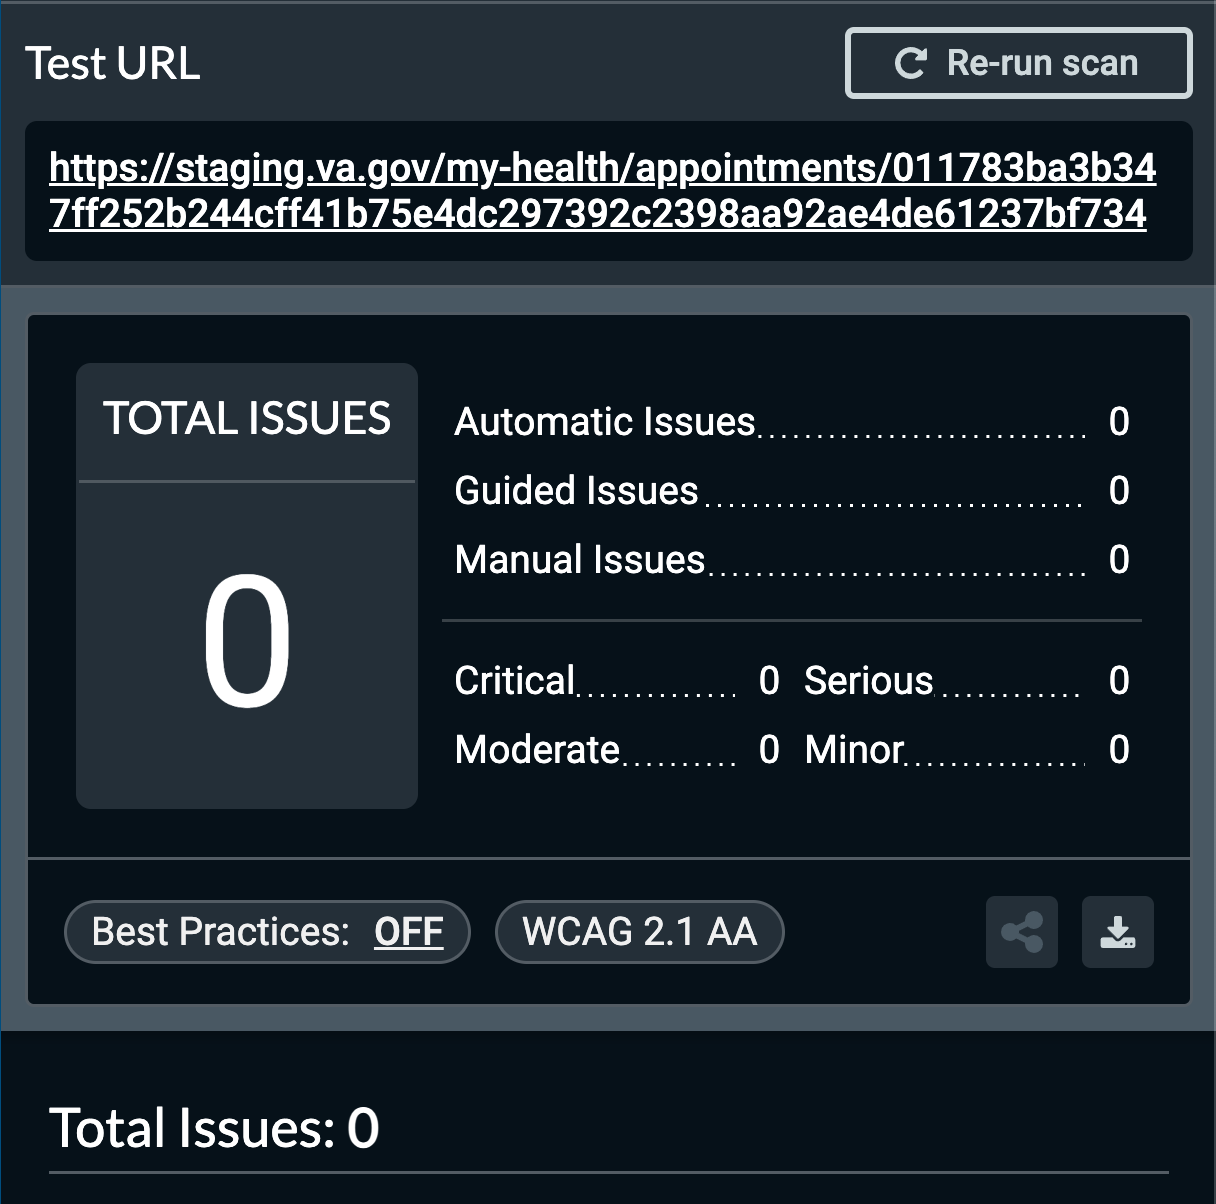 Test URL
Re-run scan
https://staging.va.gov/my-health/appointments/011783ba3b34
7ff252b244cff41b75e4dc297392c2398aa92ae4de61237bf734
TOTAL ISSUES
0
Automatic Issues 0
Guided Issues 0
Manual Issues 0
Critical 0 Serious 0
Moderate 0 Minor 0
Best Practices: OFF
WCAG 2.1 AA
Total Issues: 0